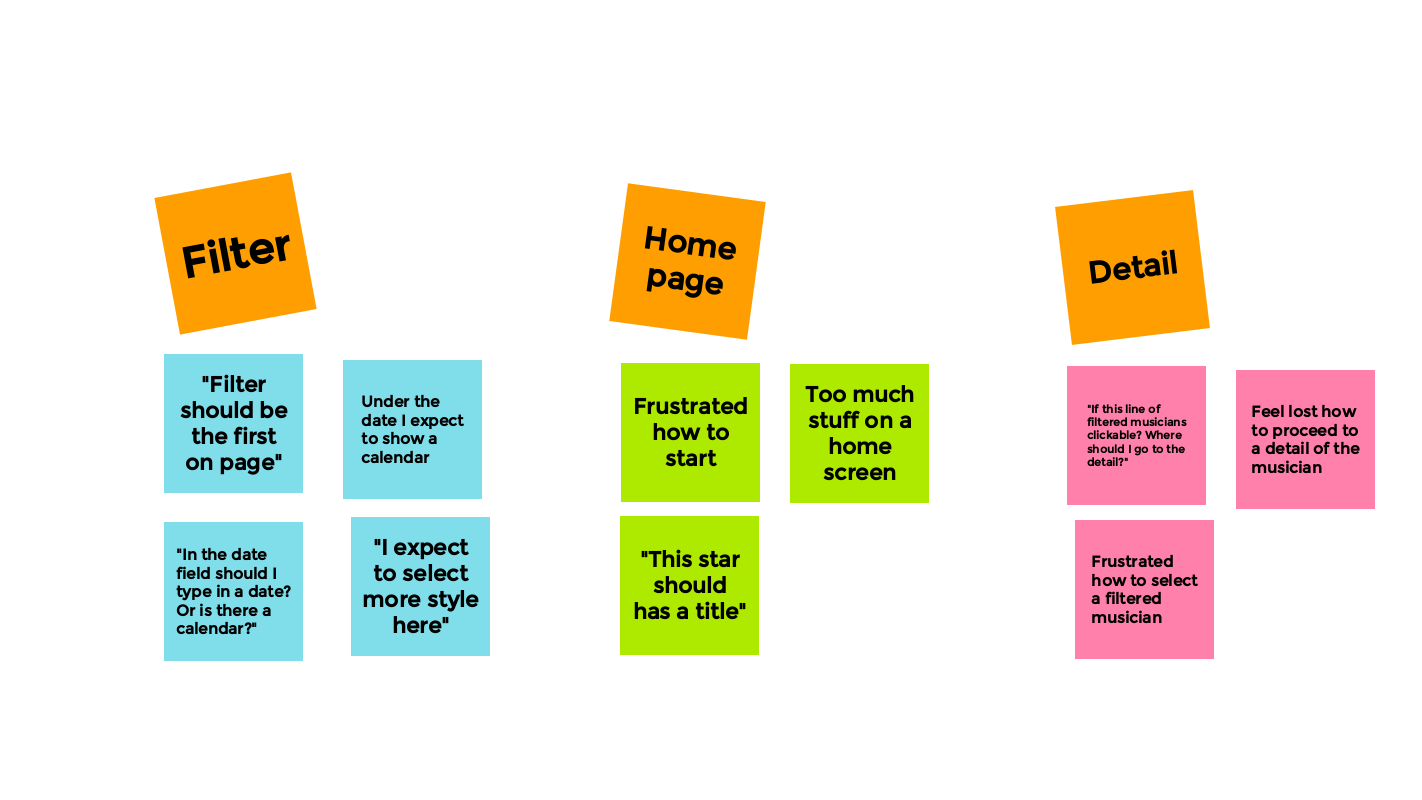 Filter
"Filter
should be
the first
on page"
Under the
date I expect
to show a
calendar
"In the date
field should I
type in a date?
Or is there a
calendar?"
"I expect
to select
more style
here"
Home
page
Frustrated
how to
start
Too much
stuff on a
home
screen
"This star
should
has a title"
Detail
"If this line of
filtered musicians
clickable? Where
should I go to the
detail?"
Feel lost how
to proceed to
a detail of the
musician
Frustrated
how to select
a filtered
musician